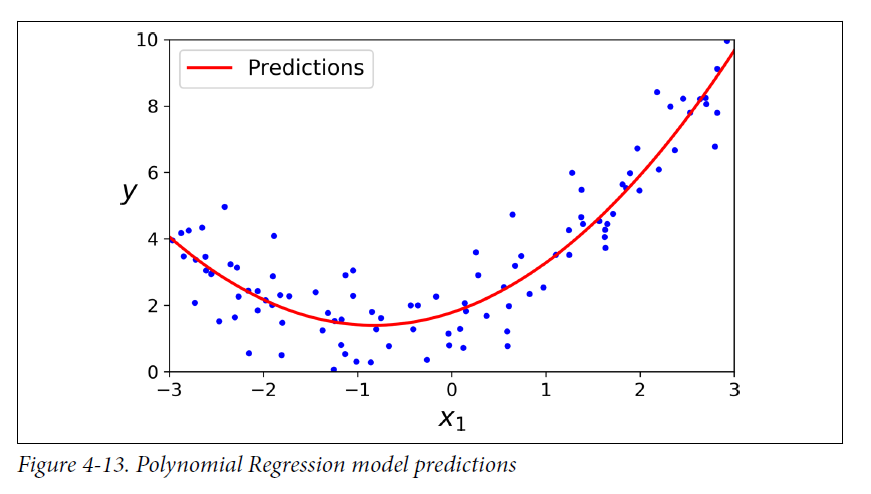 10
Predictions
8
6
y
4
2
0
−3 −2 −1 0 1 2 3
x₁
Figure 4-13. Polynomial Regression model predictions